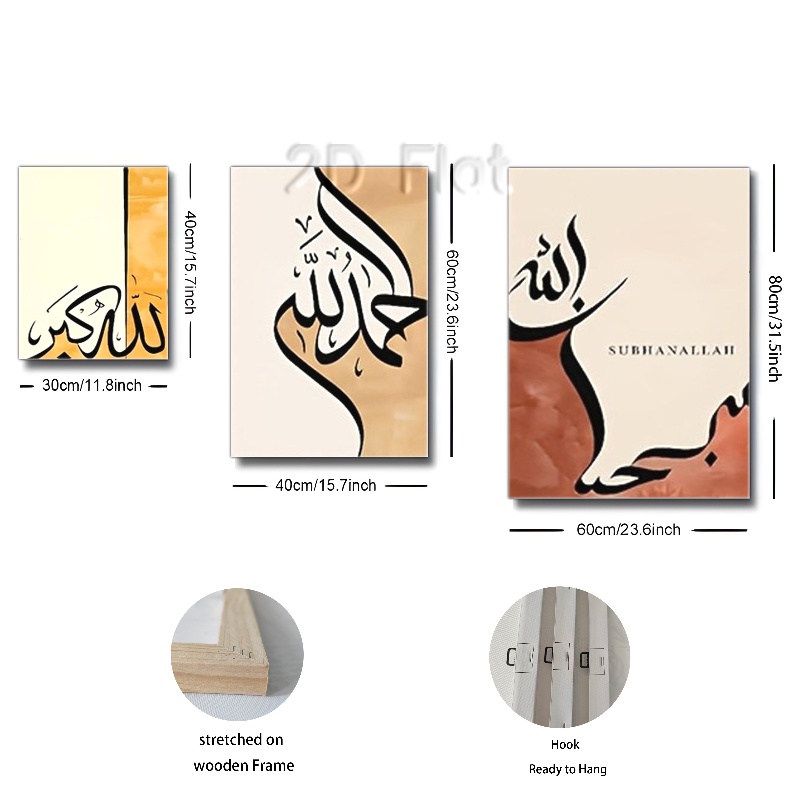 2D Flat
الله اكبر
40cm/15.7inch
30cm/11.8inch
الحمد لله
60cm/23.6inch
40cm/15.7inch
سبحان الله
SUBHANALLAH
80cm/31.5inch
60cm/23.6inch
stretched on
wooden Frame
Hook
Ready to Hang